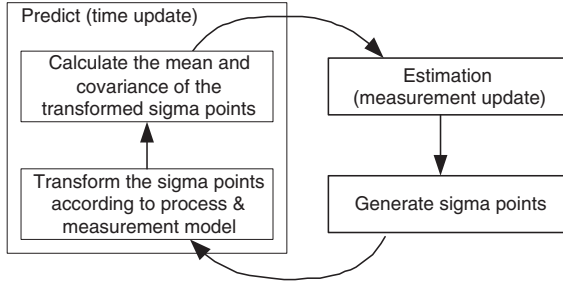 Predict (time update)
Calculate the mean and
covariance of the
transformed sigma points
Transform the sigma points
according to process &
measurement model
Estimation
(measurement update)
Generate sigma points